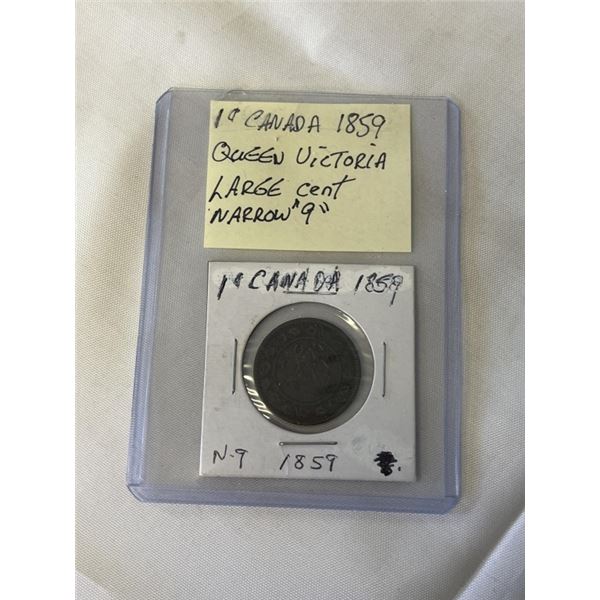 1¢ CANADA 1859
QUEEN VICTORIA
LARGE cent
NARROW "9"
1¢ CANADA 1859
N-9 1859